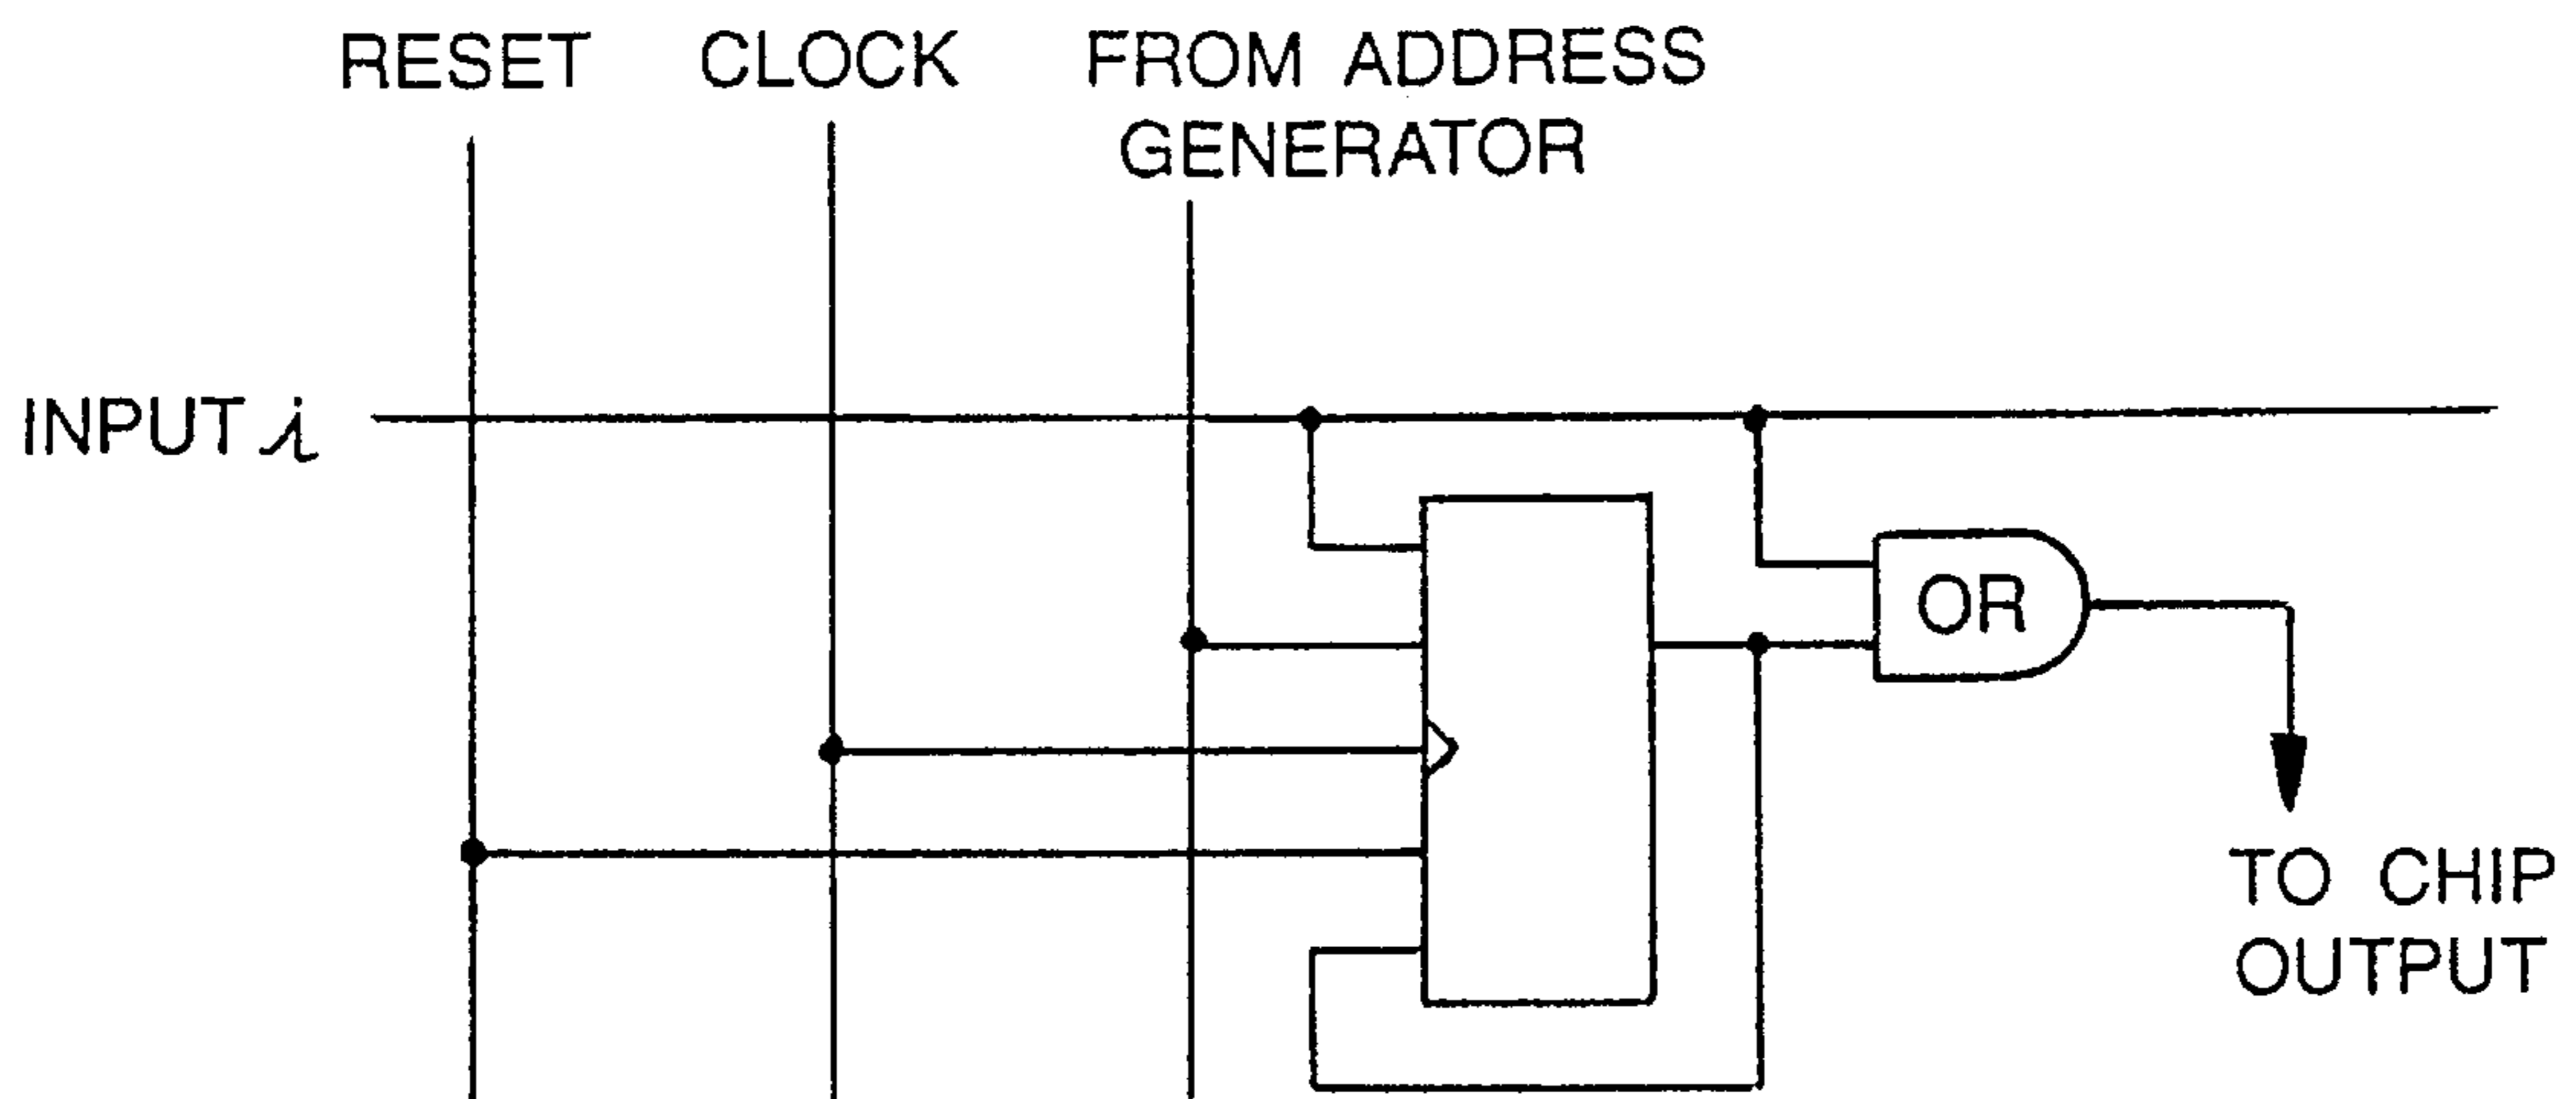 RESET CLOCK FROM ADDRESS
GENERATOR
INPUT i
OR
TO CHIP
OUTPUT